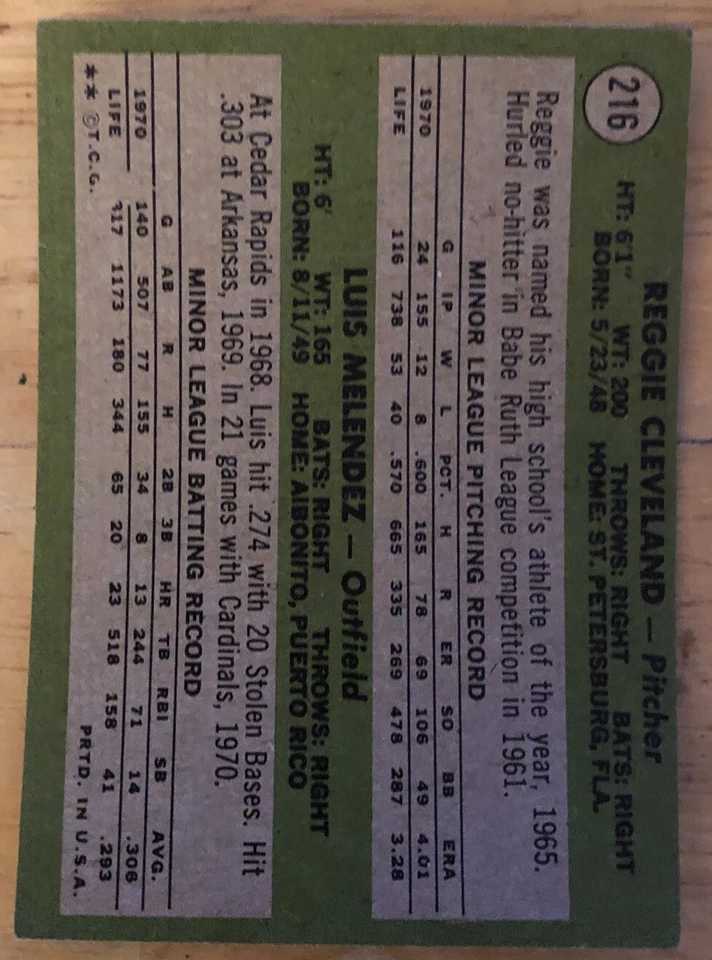 216
REGGIE CLEVELAND — Pitcher
HT: 6'1" WT: 200 THROWS: RIGHT BATS: RIGHT
BORN: 5/23/48 HOME: ST. PETERSBURG, FLA.
Reggie was named his high school's athlete of the year, 1965.
Hurled no-hitter in Babe Ruth League competition in 1961.
MINOR LEAGUE PITCHING RECORD
G IP W L PCT. H R ER SO BB ERA
1970 24 155 12 8 .600 165 78 69 106 49 4.01
LIFE 116 738 53 40 .570 665 335 269 478 287 3.28
LUIS MELENDEZ — Outfield
HT: 6' WT: 165 BATS: RIGHT THROWS: RIGHT
BORN: 8/11/49 HOME: AIBONITO, PUERTO RICO
At Cedar Rapids in 1968. Luis hit .274 with 20 Stolen Bases. Hit
.303 at Arkansas, 1969. In 21 games with Cardinals, 1970.
MINOR LEAGUE BATTING RECORD
G AB R H 2B 3B HR TB RBI SB AVG.
1970 140 507 77 155 34 8 13 244 71 14 .306
LIFE 317 1173 180 344 65 20 23 518 158 41 .293
** ©T.C.G. PRTD. IN U.S.A.